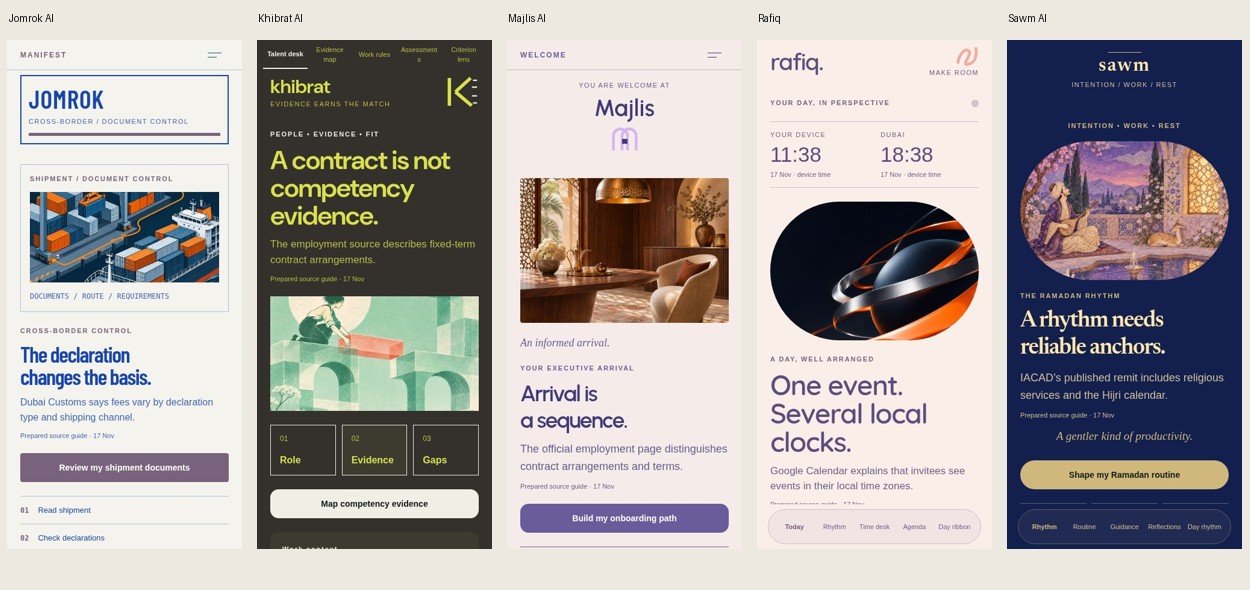 Jomrok AI
MANIFEST
JOMROK
CROSS-BORDER / DOCUMENT CONTROL
SHIPMENT / DOCUMENT CONTROL
DOCUMENTS / ROUTE / REQUIREMENTS
CROSS-BORDER CONTROL
The declaration
changes the basis.
Dubai Customs says fees vary by declaration
type and shipping channel.
Prepared source guide · 17 Nov
Review my shipment documents
01 Read shipment
02 Check declarations
Khibrat AI
Talent desk
Evidence
map
Work rules
Assessment
s
Criterion
lens
khibrat
EVIDENCE EARNS THE MATCH
PEOPLE • EVIDENCE • FIT
A contract is not
competency
evidence.
The employment source describes fixed-term
contract arrangements.
Prepared source guide · 17 Nov
01
Role
02
Evidence
03
Gaps
Map competency evidence
Majlis AI
WELCOME
YOU ARE WELCOME AT
Majlis
An informed arrival.
YOUR EXECUTIVE ARRIVAL
Arrival is
a sequence.
The official employment page distinguishes
contract arrangements and terms.
Prepared source guide · 17 Nov
Build my onboarding path
Rafiq
rafiq.
MAKE ROOM
YOUR DAY, IN PERSPECTIVE
YOUR DEVICE
11:38
17 Nov · device time
DUBAI
18:38
17 Nov · device time
A DAY, WELL ARRANGED
One event.
Several local
clocks.
Google Calendar explains that invitees see
events in their local time zones.
Today Rhythm Time desk Agenda Day ribbon
Sawm AI
sawm
INTENTION / WORK / REST
INTENTION • WORK • REST
THE RAMADAN RHYTHM
A rhythm needs
reliable anchors.
IACAD's published remit includes religious
services and the Hijri calendar.
Prepared source guide · 17 Nov
A gentler kind of productivity.
Shape my Ramadan routine
Rhythm Routine Guidance Reflections Day rhythm